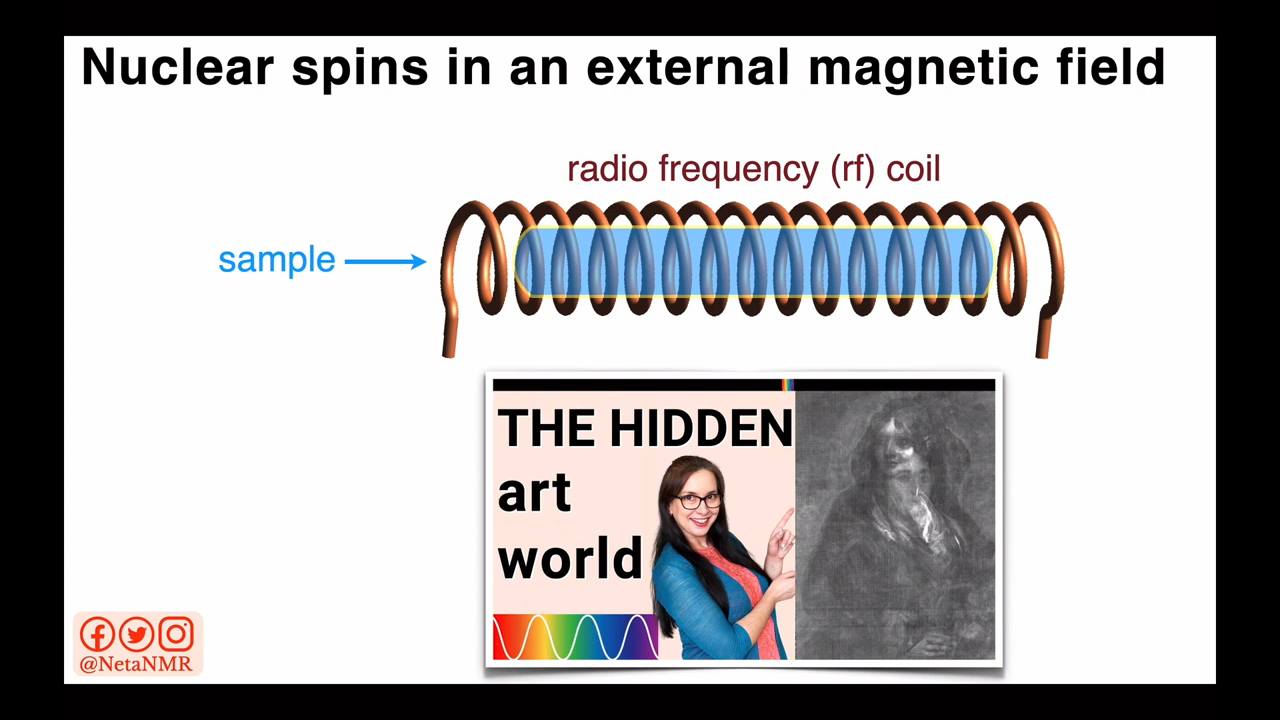 Nuclear spins in an external magnetic field
radio frequency (rf) coil
sample
THE HIDDEN
art
world
@NetaNMR